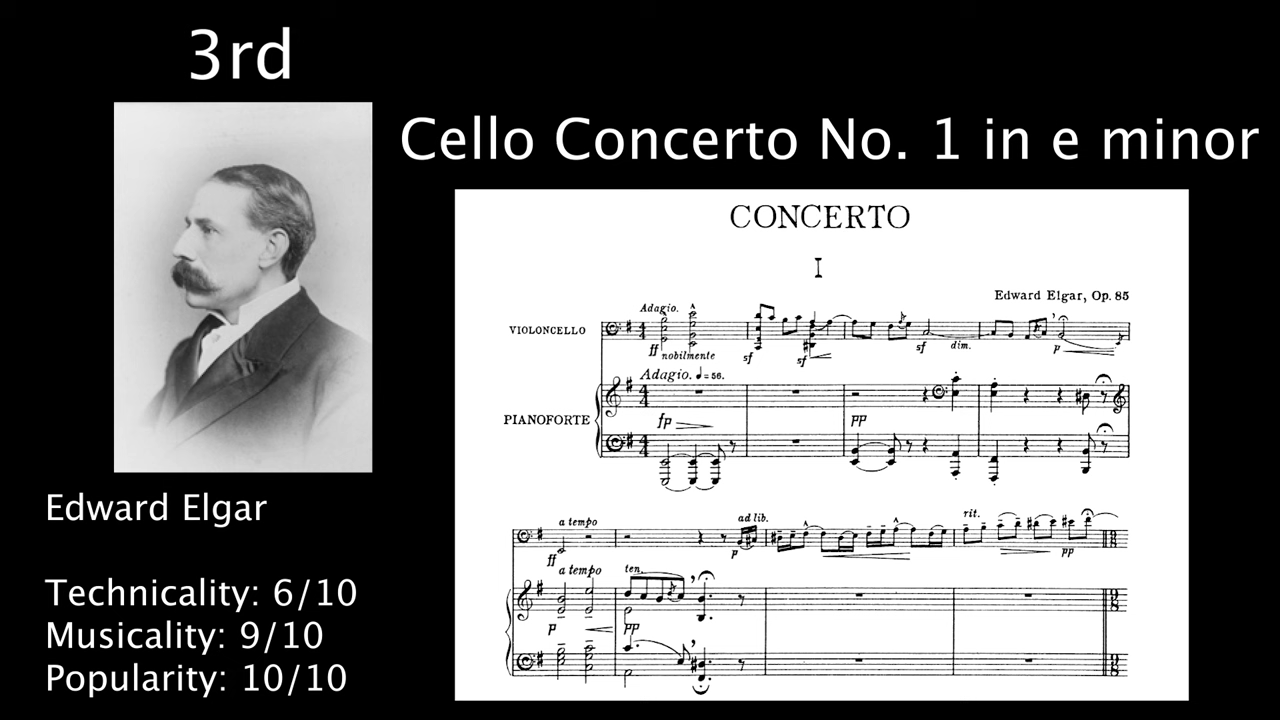 3rd
Cello Concerto No. 1 in e minor
CONCERTO
I
Edward Elgar, Op. 85
Adagio.
VIOLONCELLO
ff nobilmente sf sf sf dim. p
Adagio. ♩=56.
PIANOFORTE
fp pp
a tempo ad lib. rit.
ff p pp
a tempo ten.
p pp
Edward Elgar
Technicality: 6/10
Musicality: 9/10
Popularity: 10/10